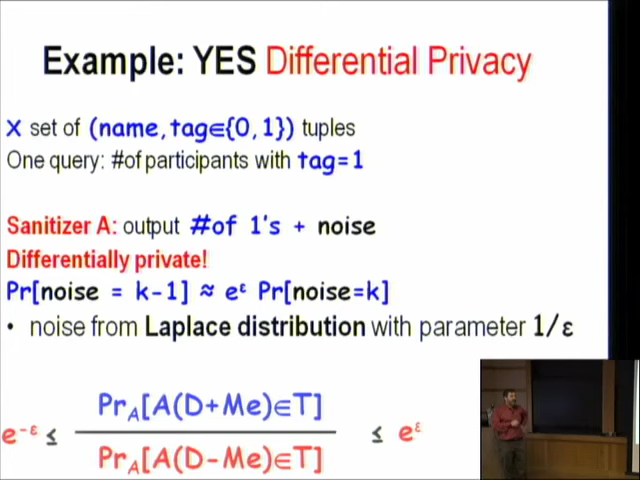 Example: YES Differential Privacy
X set of (name, tag∈{0, 1}) tuples
One query: #of participants with tag=1
Sanitizer A: output #of 1's + noise
Differentially private!
Pr[noise = k-1] ≈ e^ε Pr[noise=k]
• noise from Laplace distribution with parameter 1/ε
e^-ε ≤ Pr_A[A(D+Me)∈T] ≤ e^ε
Pr_A[A(D-Me)∈T]